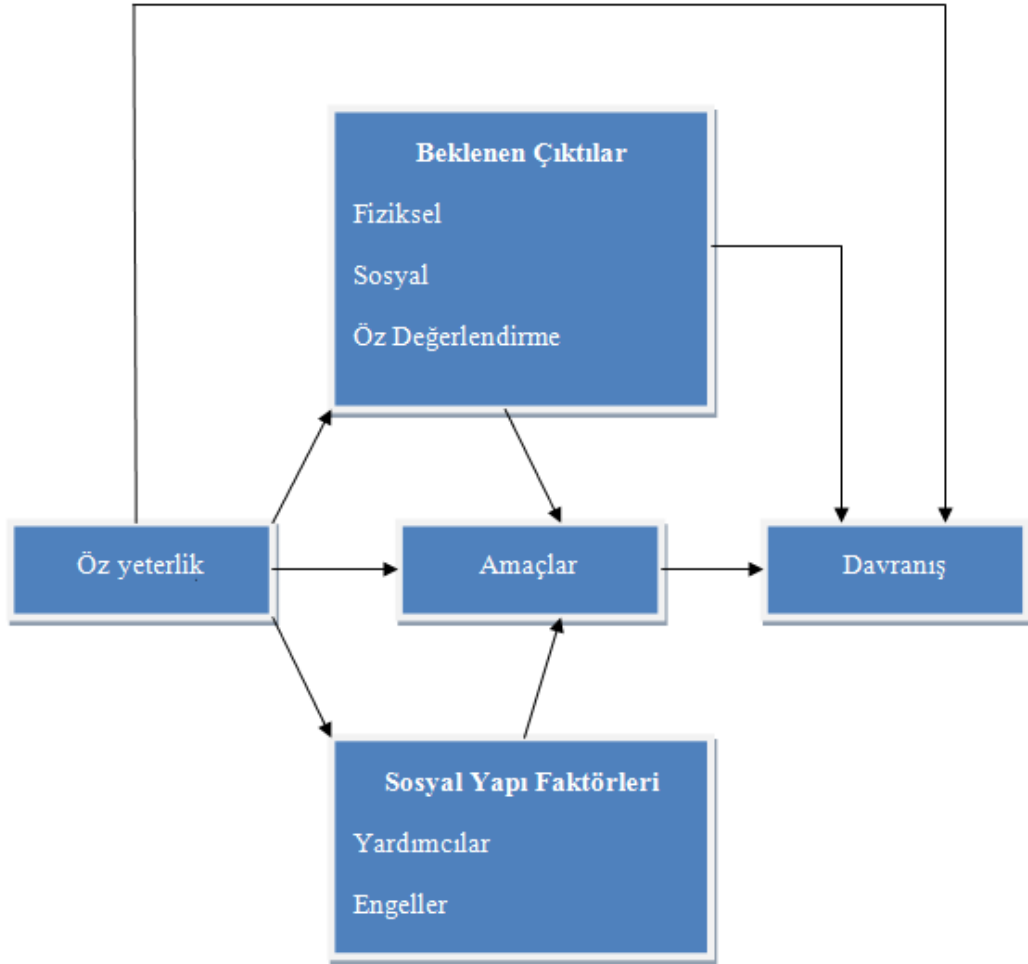 Beklenen Çıktılar
Fiziksel
Sosyal
Öz Değerlendirme
Öz yeterlik
Amaçlar
Davranış
Sosyal Yapı Faktörleri
Yardımcılar
Engeller